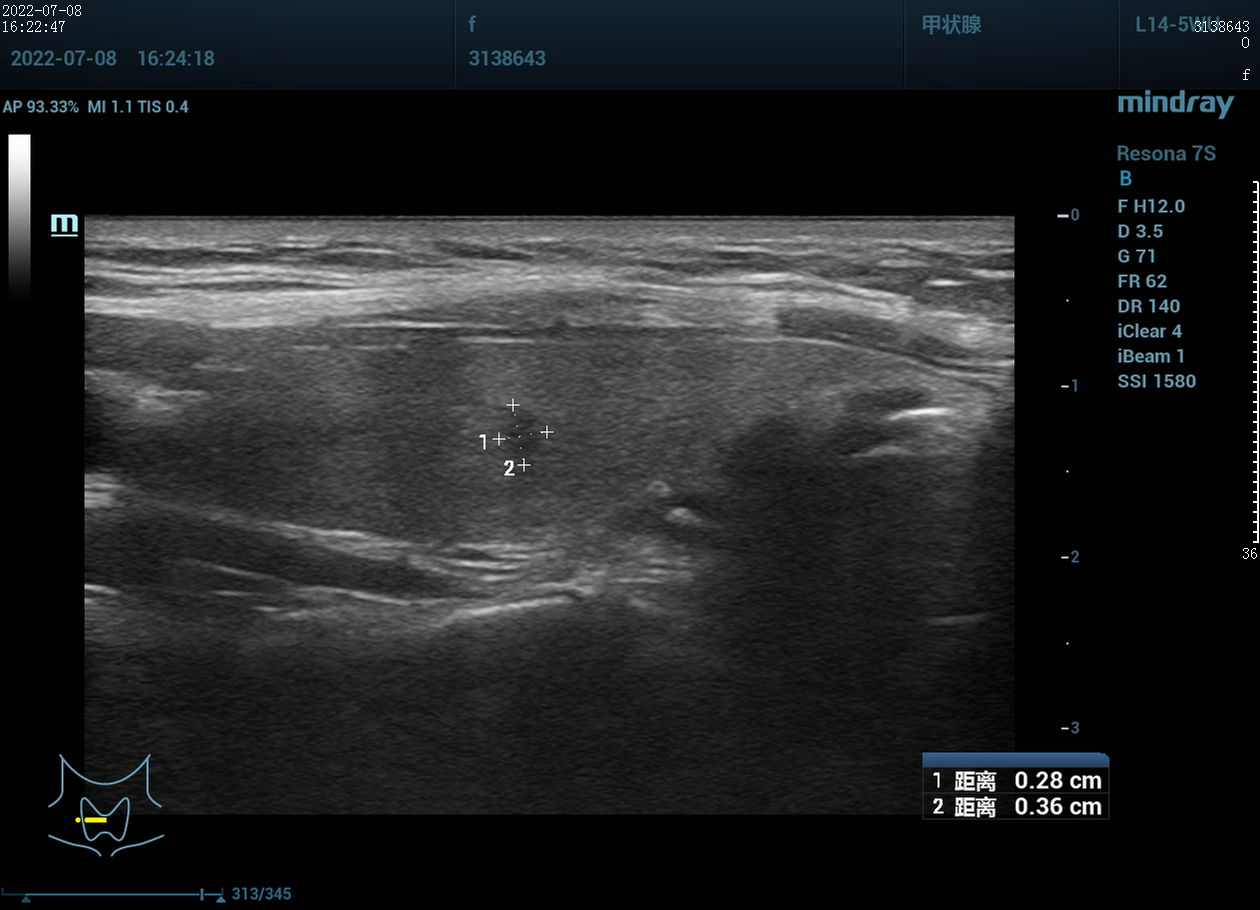 2022-07-08
16:22:47
2022-07-08 16:24:18
f
3138643
甲状腺
L14-5WU
3138643
0
f
AP 93.33% MI 1.1 TIS 0.4
mindray
Resona 7S
B
F H12.0
D 3.5
G 71
FR 62
DR 140
iClear 4
iBeam 1
SSI 1580
m
0
1
2
3
36
1
2
1 距离 0.28 cm
2 距离 0.36 cm
313/345